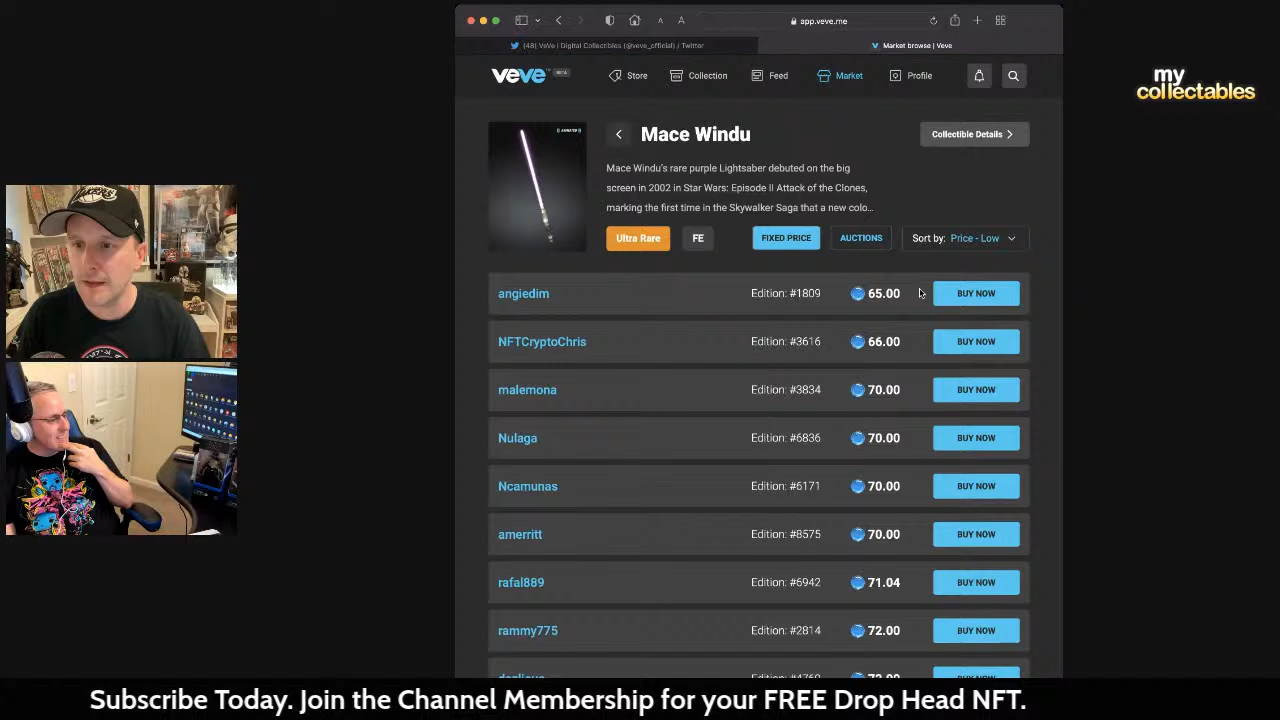 app.veve.me
(48) VeVe | Digital Collectibles (@veve_official) / Twitter
Market browse | Veve
veve BETA
Store
Collection
Feed
Market
Profile
my collectables
ANIMATED
Mace Windu
Collectible Details
Mace Windu's rare purple Lightsaber debuted on the big
screen in 2002 in Star Wars: Episode II Attack of the Clones,
marking the first time in the Skywalker Saga that a new colo...
Ultra Rare
FE
FIXED PRICE
AUCTIONS
Sort by: Price - Low
angiedim Edition: #1809 65.00 BUY NOW
NFTCryptoChris Edition: #3616 66.00 BUY NOW
malemona Edition: #3834 70.00 BUY NOW
Nulaga Edition: #6836 70.00 BUY NOW
Ncamunas Edition: #6171 70.00 BUY NOW
amerritt Edition: #8575 70.00 BUY NOW
rafal889 Edition: #6942 71.04 BUY NOW
rammy775 Edition: #2814 72.00 BUY NOW
Subscribe Today. Join the Channel Membership for your FREE Drop Head NFT.